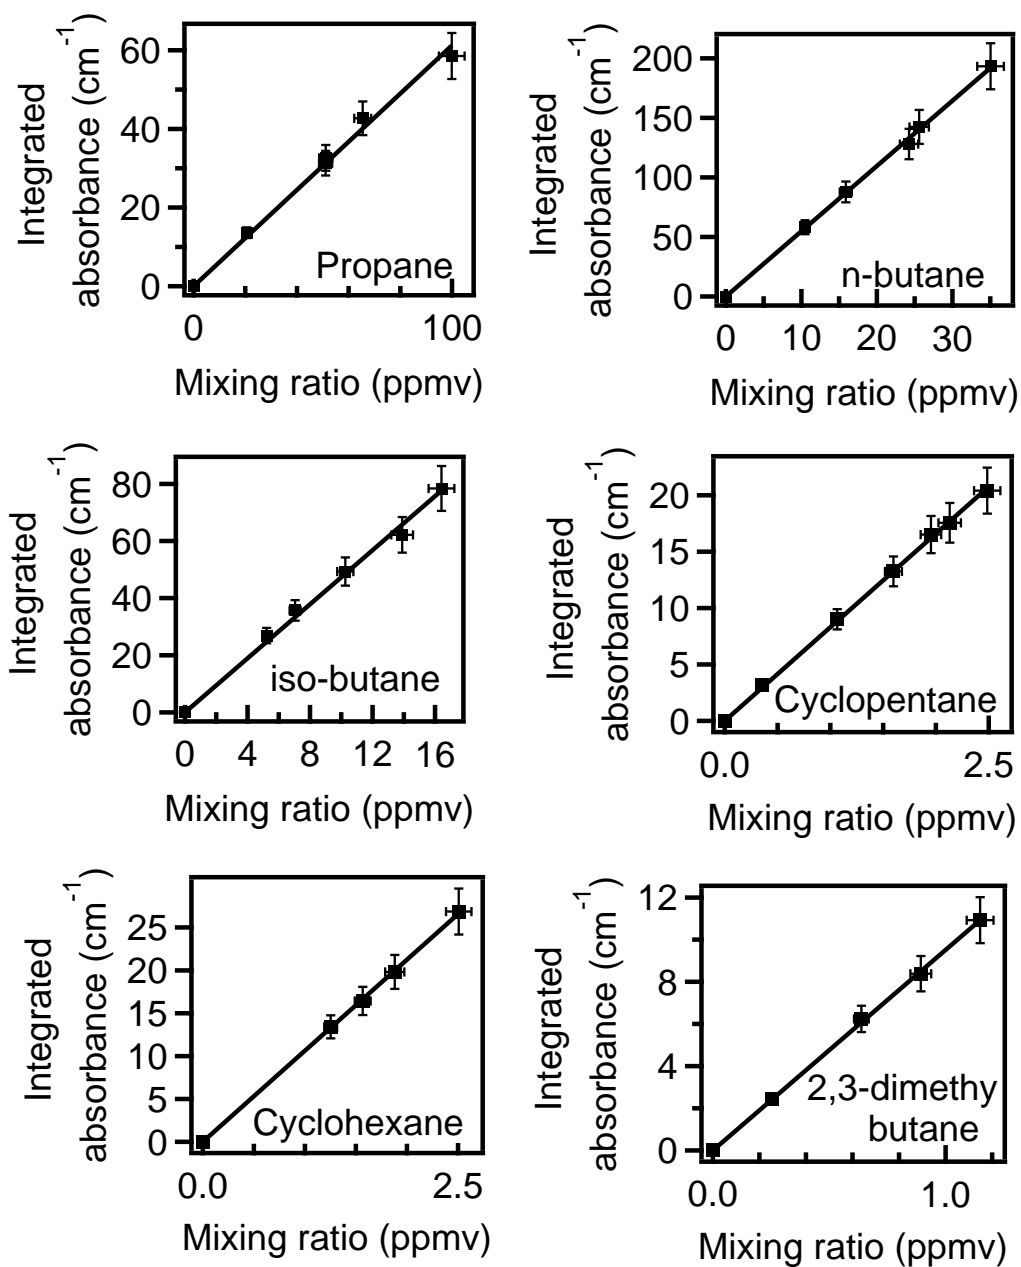 Integrated
absorbance (cm-1)
60
40
20
0
Propane
0 100
Mixing ratio (ppmv)
Integrated
absorbance (cm-1)
200
150
100
50
0
n-butane
0 10 20 30
Mixing ratio (ppmv)
Integrated
absorbance (cm-1)
80
60
40
20
0
iso-butane
0 4 8 12 16
Mixing ratio (ppmv)
Integrated
absorbance (cm-1)
20
15
10
5
0
Cyclopentane
0.0 2.5
Mixing ratio (ppmv)
Integrated
absorbance (cm-1)
25
20
15
10
5
0
Cyclohexane
0.0 2.5
Mixing ratio (ppmv)
Integrated
absorbance (cm-1)
12
8
4
0
2,3-dimethy
butane
0.0 1.0
Mixing ratio (ppmv)